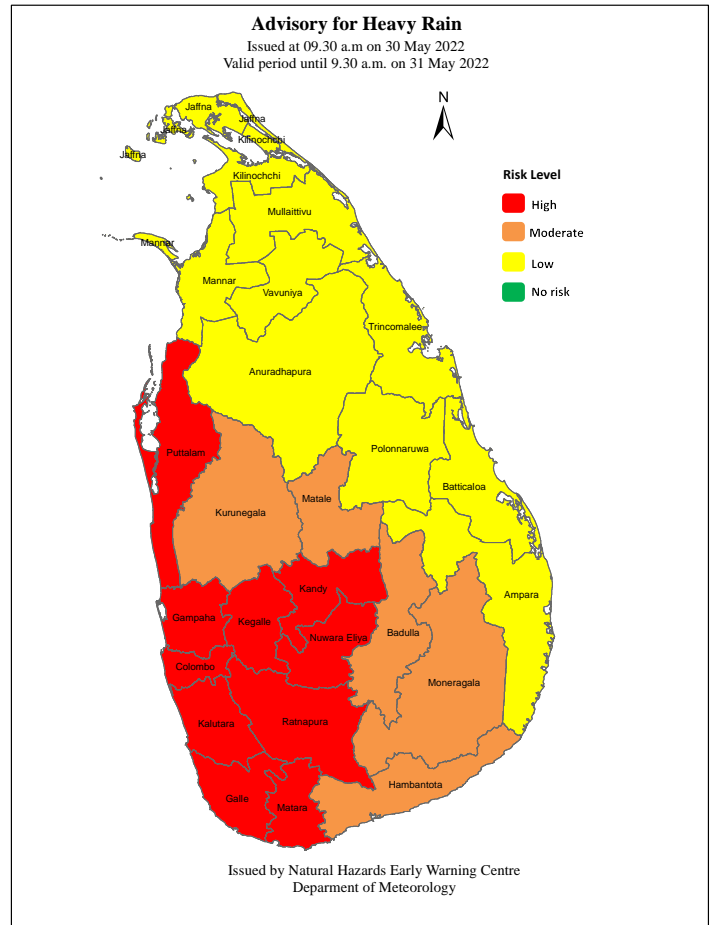 Advisory for Heavy Rain
Issued at 09.30 a.m on 30 May 2022
Valid period until 9.30 a.m. on 31 May 2022
N
Jaffna
Jaffna
Jaffna
Kilinochchi
Jaffna
Kilinochchi
Risk Level
High
Mullaittivu
Moderate
Mannar
Low
Mannar
Vavuniya
No risk
Trincomalee
Anuradhapura
Polonnaruwa
Puttalam
Batticaloa
Matale
Kurunegala
Kandy
Ampara
Gampaha
Kegalle
Badulla
Nuwara Eliya
Colombo
Moneragala
Kalutara
Ratnapura
Hambantota
Galle
Matara
Issued by Natural Hazards Early Warning Centre
Deparment of Meteorology